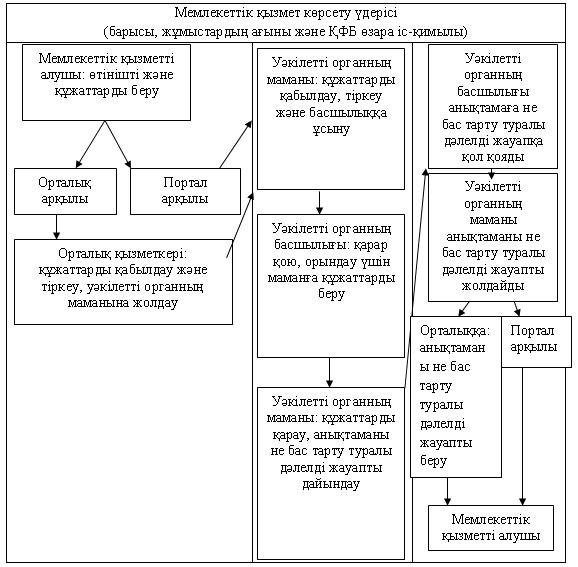 Мемлекеттік қызмет көрсету үдерісі
(барысы, жұмыстардың ағыны және ҚФБ өзара іс-қимылы)
Мемлекеттік қызметті
алушы: өтінішті және
құжаттарды беру
Орталық
арқылы
Портал
арқылы
Орталық қызметкері:
құжаттарды қабылдау және
тіркеу, уәкілетті органның
маманына жолдау
Уәкілетті органның
маманы: құжаттарды
қабылдау, тіркеу
және басшылыққа
ұсыну
Уәкілетті органның
басшылығы: қарар
қою, орындау үшін
маманға құжаттарды
беру
Уәкілетті органның
маманы: құжаттарды
қарау, анықтаманы
не бас тарту туралы
дәлелді жауапты
дайындау
Уәкілетті
органның
басшылығы
анықтамаға не
бас тарту туралы
дәлелді жауапқа
қол қояды
Уәкілетті
органның
маманы
анықтаманы не
бас тарту туралы
дәлелді жауапты
жолдайды
Орталыққа:
анықтаман
ы не бас
тарту
туралы
дәлелді
жауапты
беру
Портал
арқылы
Мемлекеттік
қызметті алушы